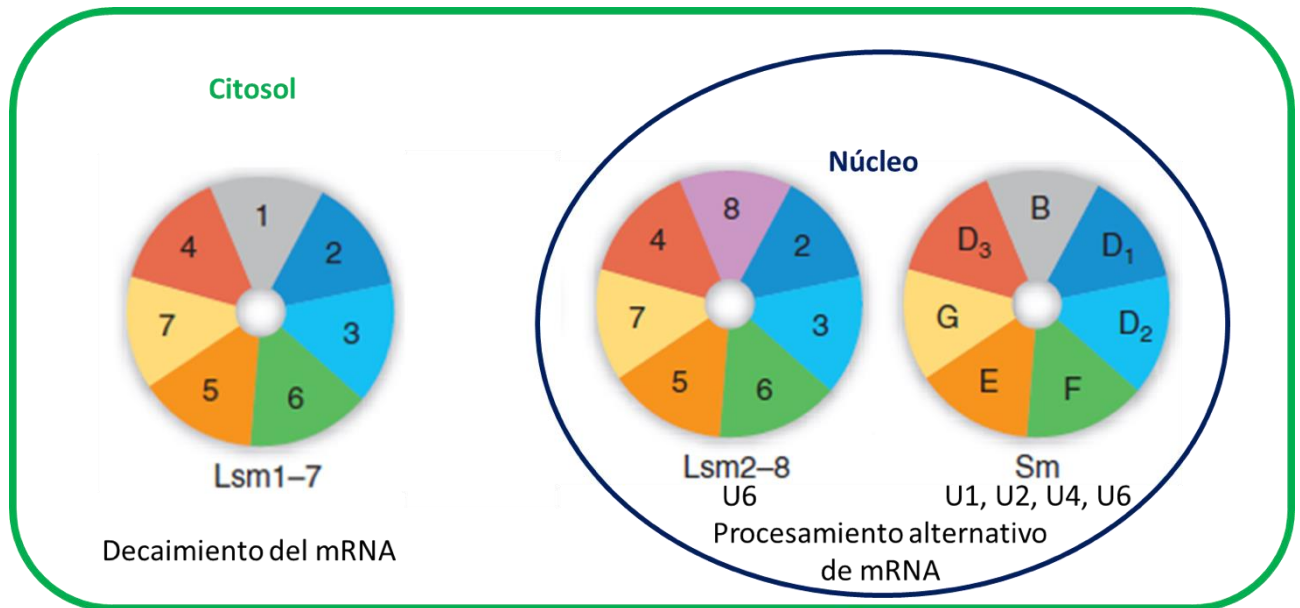 Citosol
Núcleo
1
2
3
6
5
7
4
8
2
3
6
5
7
4
B
D₁
D₂
F
E
G
D₃
Lsm1–7
Lsm2–8
Sm
U6
U1, U2, U4, U6
Decaimiento del mRNA
Procesamiento alternativo
de mRNA